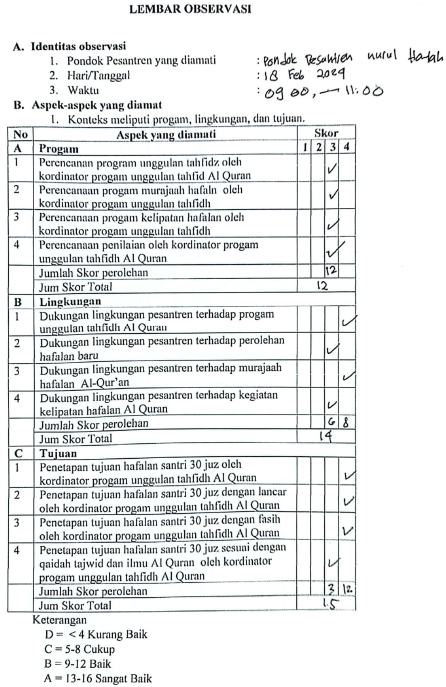 LEMBAR OBSERVASI
A. Identitas observasi
1. Pondok Pesantren yang diamati : Pondok Pesantren nurul
2. Hari/Tanggal : 18 Feb 2024
3. Waktu : 09 00, — 11:00
B. Aspek-aspek yang diamat
1. Konteks meliputi progam, lingkungan, dan tujuan.
No Aspek yang diamati Skor
A Progam 1 2 3 4
1 Perencanan program unggulan tahfidz oleh
kordinator progam unggulan tahfid Al Quran ✓
2 Perencanaan progam murajaah hafaln oleh
kordinator progam unggulan tahfidh ✓
3 Perencanaan progam kelipatan hafalan oleh
kordinator progam unggulan tahfidh ✓
4 Perencanaan penilaian oleh kordinator progam
unggulan tahfidh Al Quran ✓
Jumlah Skor perolehan 12
Jum Skor Total 12
B Lingkungan
1 Dukungan lingkungan pesantren terhadap progam
unggulan tahfidh Al Quran ✓
2 Dukungan lingkungan pesantren terhadap perolehan
hafalan baru ✓
3 Dukungan lingkungan pesantren terhadap murajaah
hafalan Al-Qur'an ✓
4 Dukungan lingkungan pesantren terhadap kegiatan
kelipatan hafalan Al Quran ✓
Jumlah Skor perolehan 6 8
Jum Skor Total 14
C Tujuan
1 Penetapan tujuan hafalan santri 30 juz oleh
kordinator progam unggulan tahfidh Al Quran ✓
2 Penetapan tujuan hafalan santri 30 juz dengan lancar
oleh kordinator progam unggulan tahfidh Al Quran ✓
3 Penetapan tujuan hafalan santri 30 juz dengan fasih
oleh kordinator progam unggulan tahfidh Al Quran ✓
4 Penetapan tujuan hafalan santri 30 juz sesuai dengan
qaidah tajwid dan ilmu Al Quran oleh kordinator
progam unggulan tahfidh Al Quran ✓
Jumlah Skor perolehan 3 12
Jum Skor Total 15
Keterangan
D = < 4 Kurang Baik
C = 5-8 Cukup
B = 9-12 Baik
A = 13-16 Sangat Baik